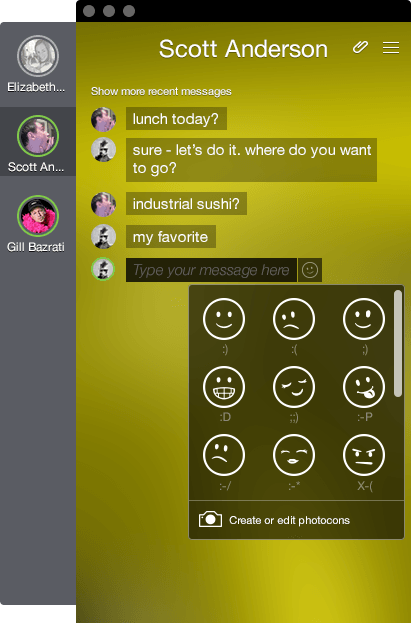 Scott Anderson
Elizabeth...
Scott An...
Gill Bazrati
Show more recent messages
lunch today?
sure - let's do it. where do you want
to go?
industrial sushi?
my favorite
Type your message here
:) :( ;)
:D ;;) :-P
:-/ :-* X-(
Create or edit photocons